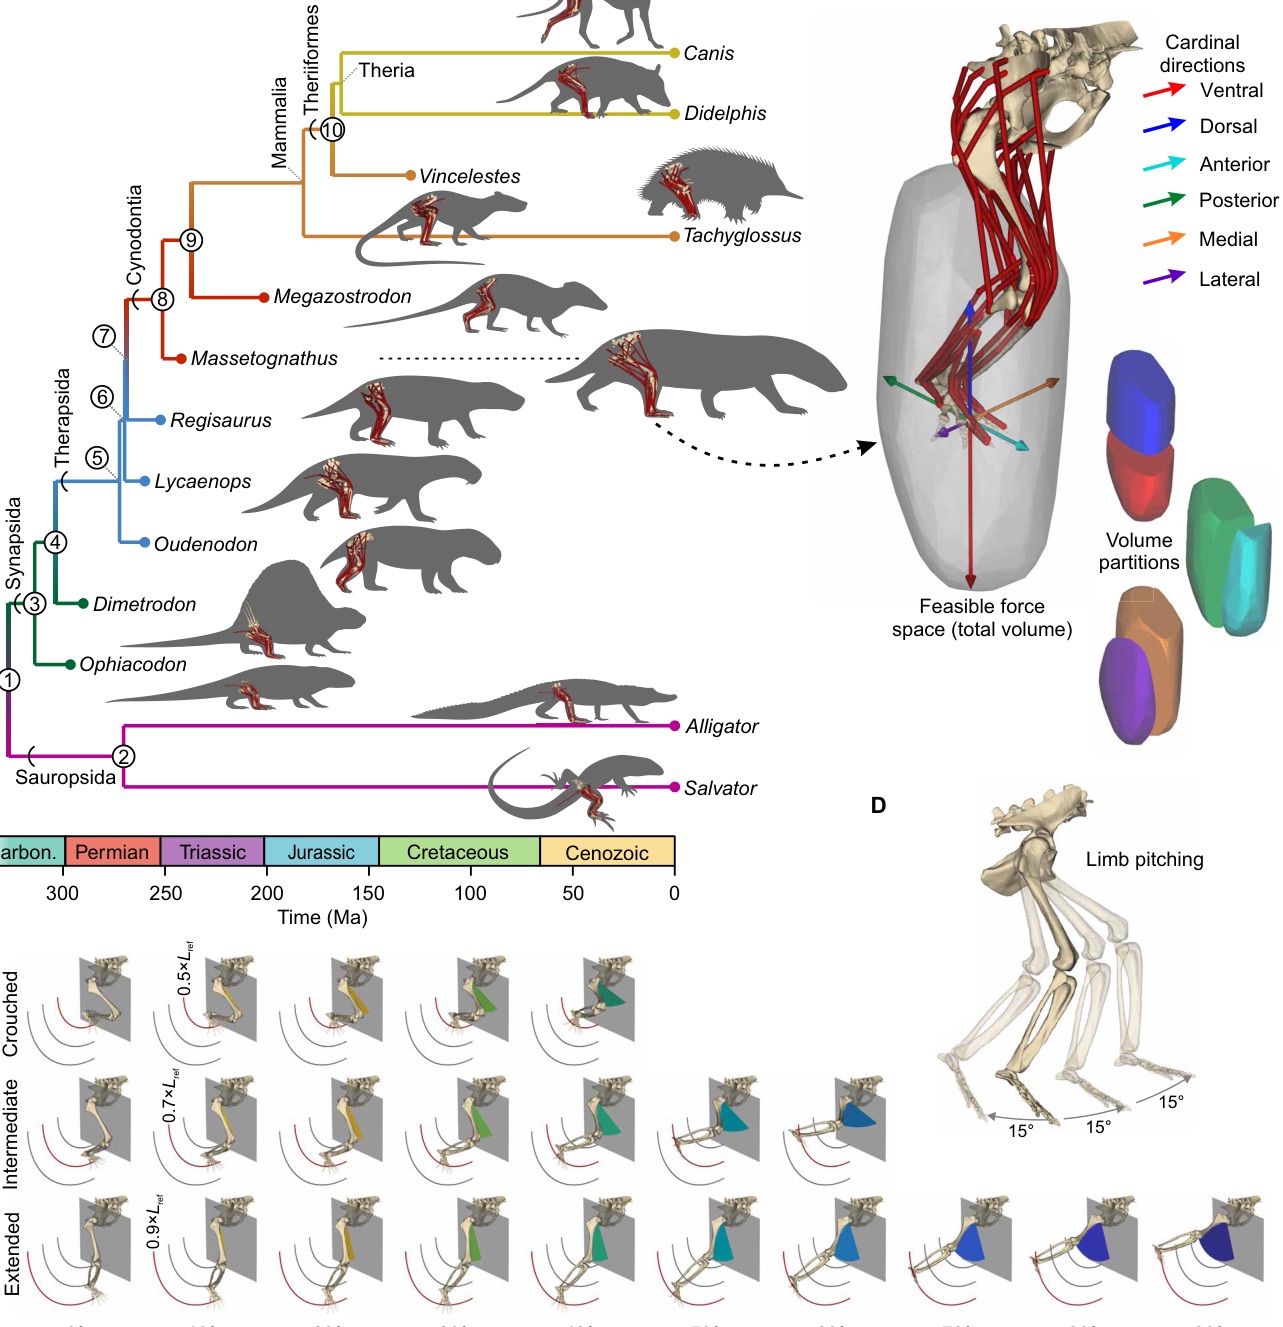 Theriiformes
Mammalia
Theria
Canis
Didelphis
10
Vincelestes
Tachyglossus
Cynodontia
9
8
Megazostrodon
Massetognathus
7
Therapsida
6
Regisaurus
5
Lycaenops
Synapsida
4
Oudenodon
3
Dimetrodon
Ophiacodon
1
Alligator
2
Sauropsida
Salvator
arbon.
Permian
Triassic
Jurassic
Cretaceous
Cenozoic
300
250
200
150
100
50
0
Time (Ma)
Cardinal
directions
Ventral
Dorsal
Anterior
Posterior
Medial
Lateral
Volume
partitions
Feasible force
space (total volume)
D
Limb pitching
15°
15°
15°
Crouched
0.5×Lref
Intermediate
0.7×Lref
Extended
0.9×Lref